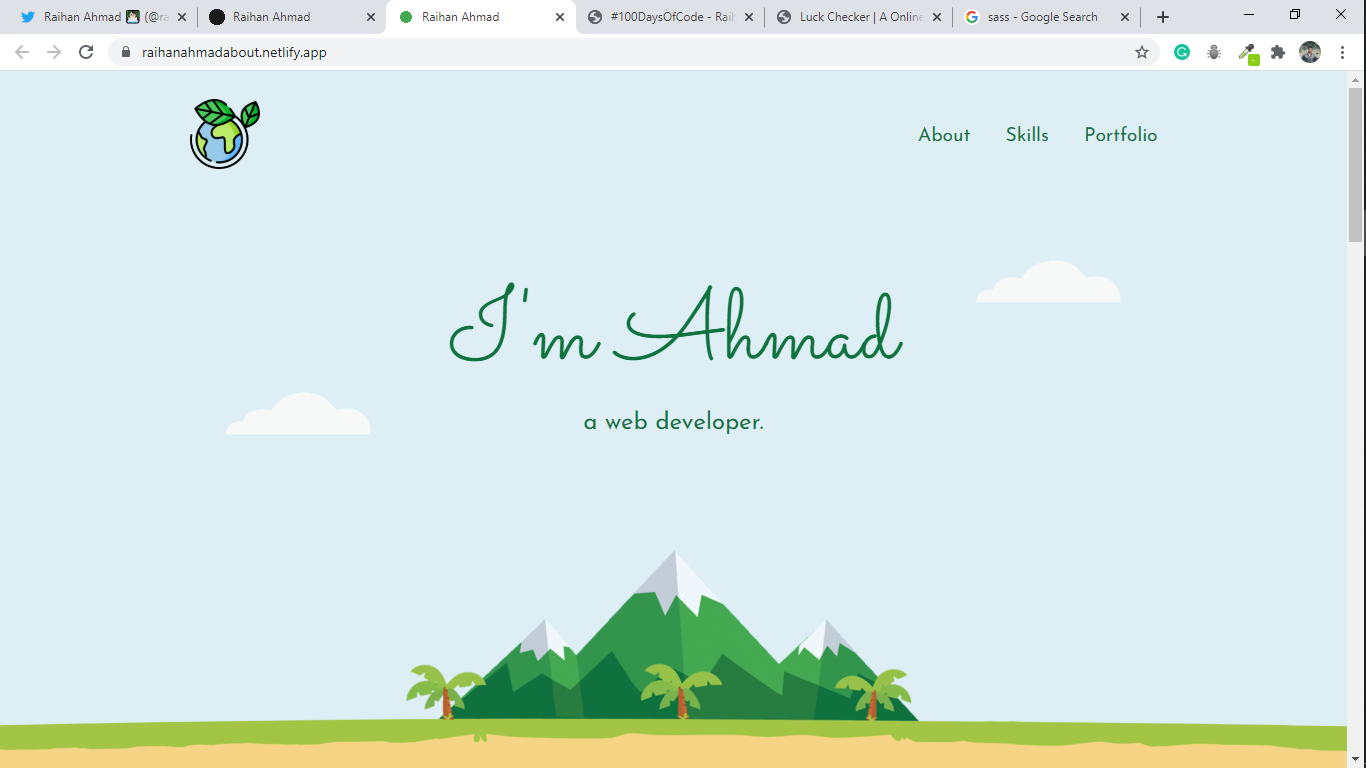 Raihan Ahmad (@ra
Raihan Ahmad
Raihan Ahmad
#100DaysOfCode - Raih
Luck Checker | A Online
sass - Google Search
raihanahmadabout.netlify.app
About
Skills
Portfolio
I'm Ahmad
a web developer.